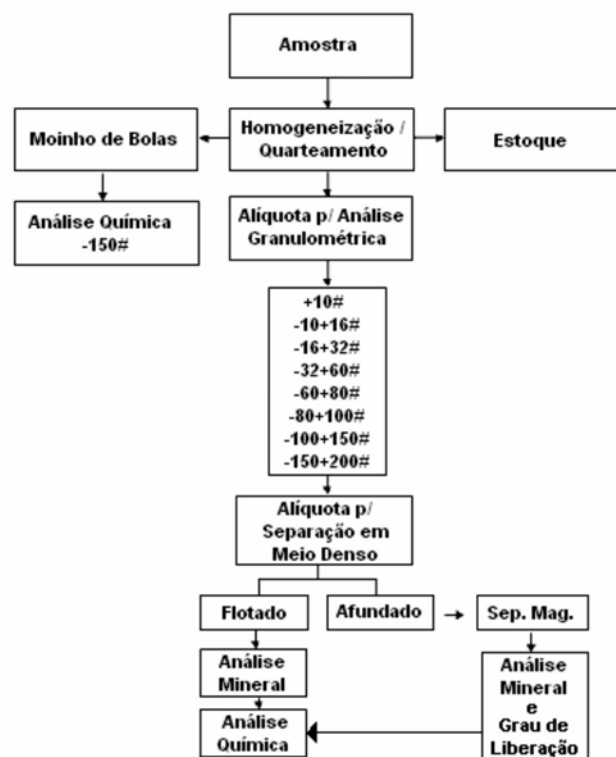 Amostra
Moinho de Bolas
Homogeneização /
Quarteamento
Estoque
Análise Química
-150#
Alíquota p/ Análise
Granulométrica
+10#
-10+16#
-16+32#
-32+60#
-60+80#
-80+100#
-100+150#
-150+200#
Alíquota p/
Separação em
Meio Denso
Flotado
Afundado
Sep. Mag.
Análise
Mineral
Análise
Mineral
e
Grau de
Liberação
Análise
Química